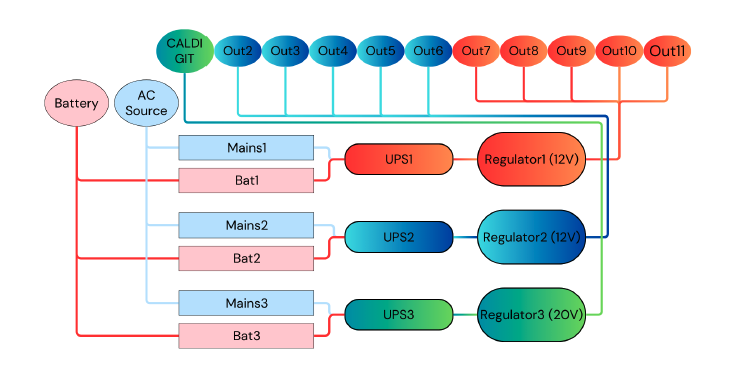 CALDI
GIT
Out2
Out3
Out4
Out5
Out6
Out7
Out8
Out9
Out10
Out11
Battery
AC
Source
Mains1
Bat1
UPS1
Regulator1 (12V)
Mains2
Bat2
UPS2
Regulator2 (12V)
Mains3
Bat3
UPS3
Regulator3 (20V)